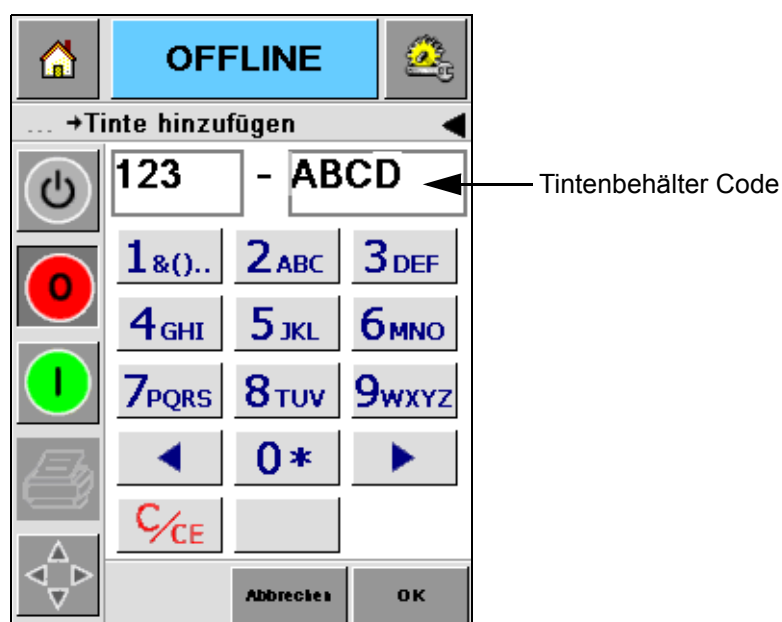 OFFLINE
... →Tinte hinzufügen
123 - ABCD
Tintenbehälter Code
1&().. 2ABC 3DEF
O
4GHI 5JKL 6MNO
I
7PQRS 8TUV 9WXYZ
0*
C/CE
Abbrechen OK